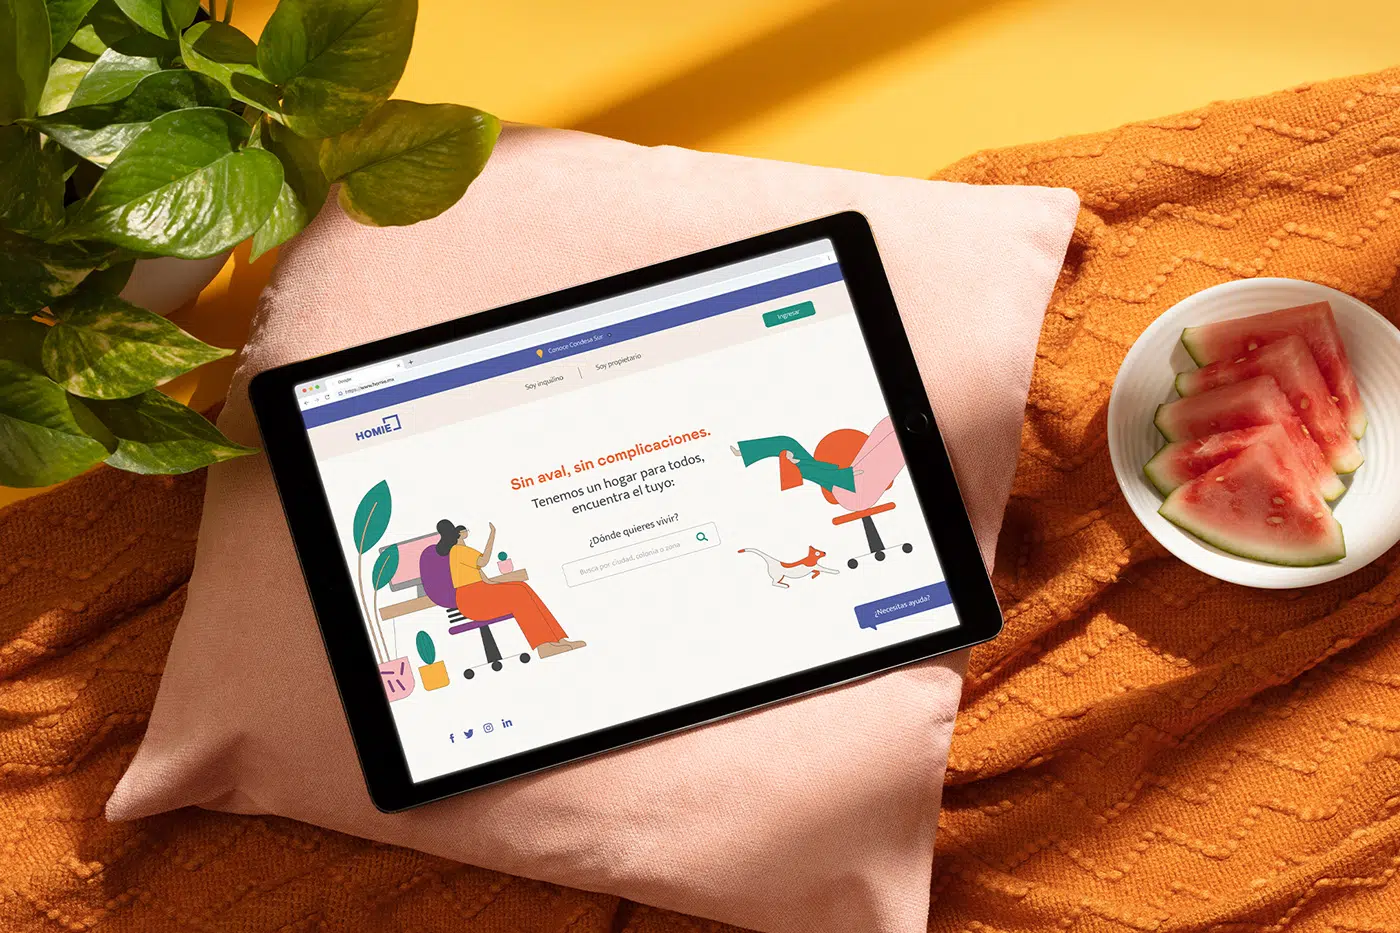 Google
https://www.homie.mx
Conoce Condesa Sur
Soy inquilino
Soy propietario
Ingresar
HOMIE
Sin aval, sin complicaciones.
Tenemos un hogar para todos,
encuentra el tuyo:
¿Dónde quieres vivir?
Busca por ciudad, colonia o zona
¿Necesitas ayuda?